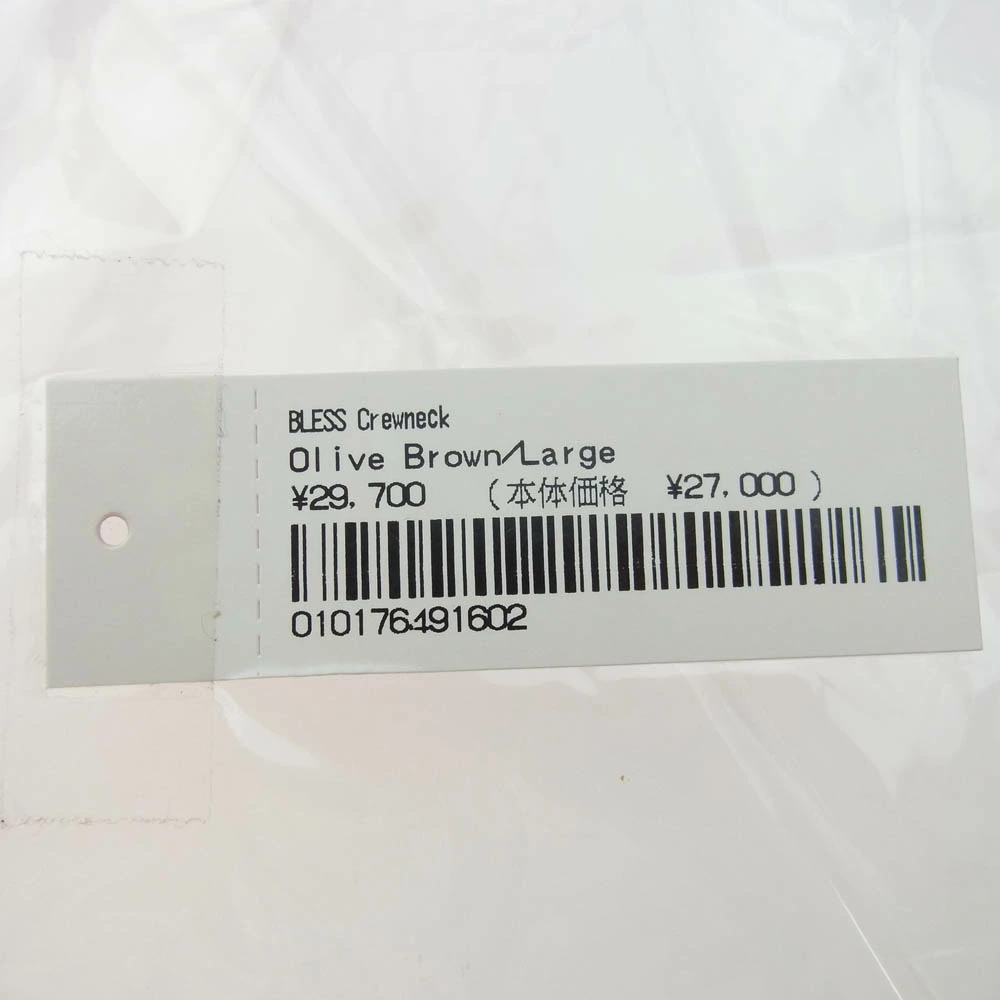 BLESS Crewneck
Olive Brown/Large
¥29,700 (本体価格 ¥27,000)
010176491602